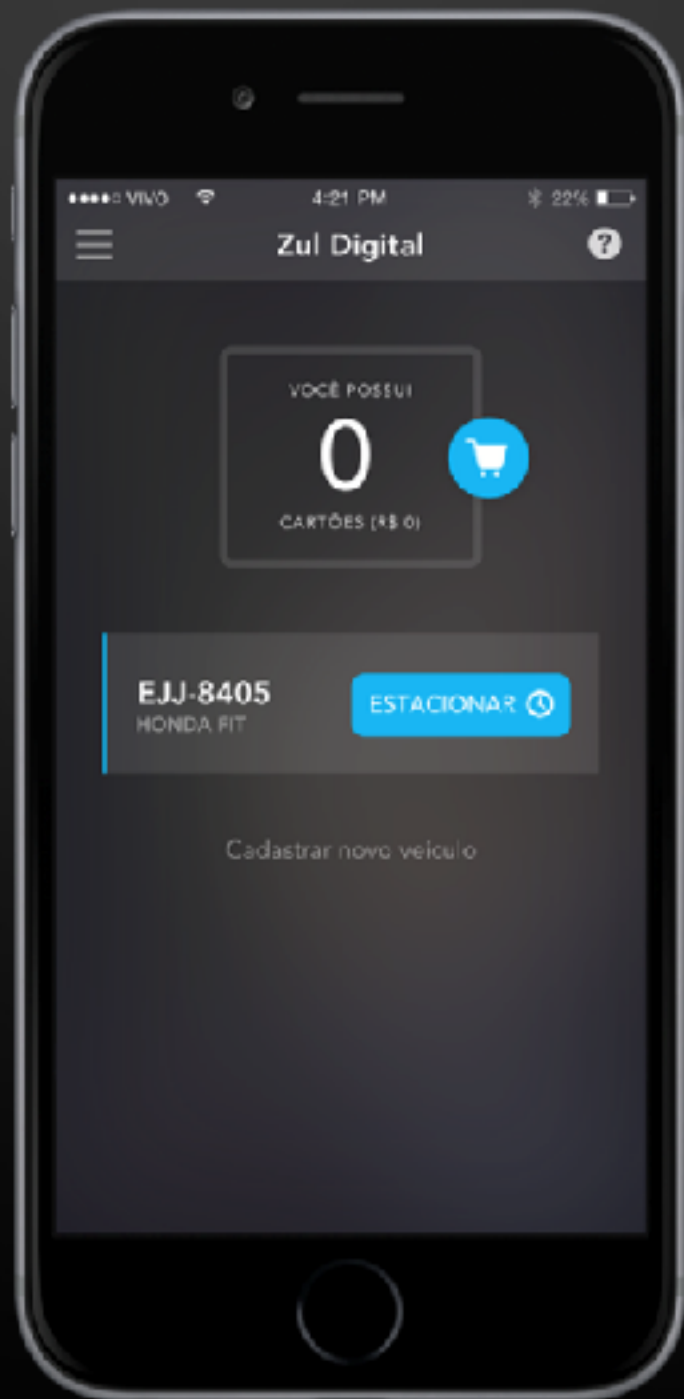 VIVO 4:21 PM 22%
Zul Digital ?
VOCÊ POSSUI
0
CARTÕES (R$ 0)
EJJ-8405
HONDA FIT
ESTACIONAR
Cadastrar novo veiculo